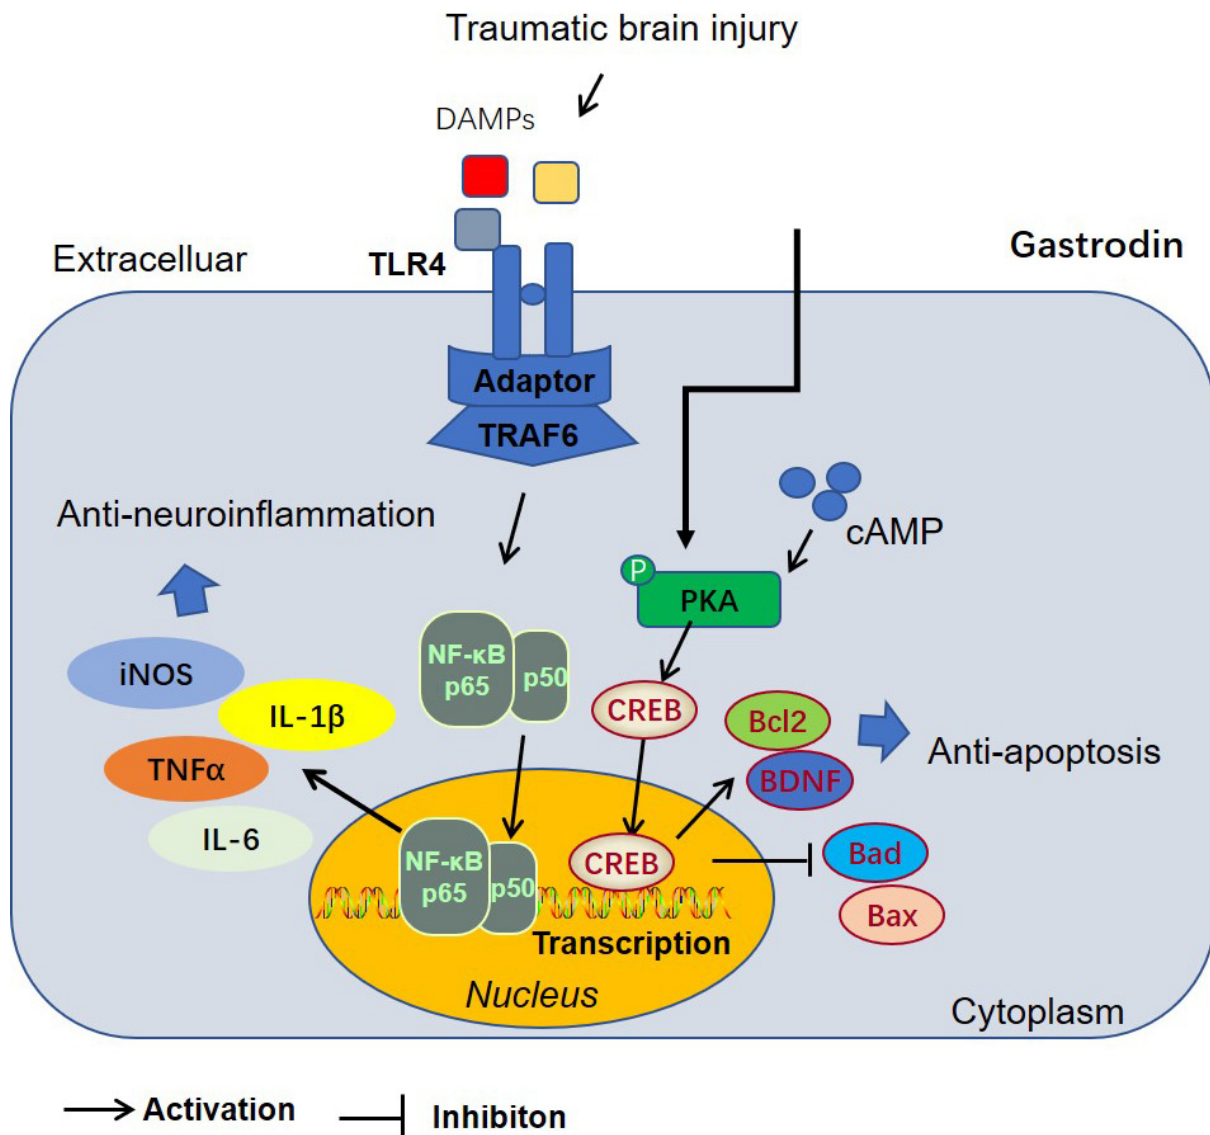 Traumatic brain injury
DAMPs
Extracelluar
TLR4
Gastrodin
Adaptor
TRAF6
Anti-neuroinflammation
cAMP
P
PKA
iNOS
NF-κB
p65
p50
IL-1β
CREB
Bcl2
TNFα
BDNF
Anti-apoptosis
IL-6
NF-κB
p65
p50
CREB
Bad
Bax
Transcription
Nucleus
Cytoplasm
Activation
Inhibiton